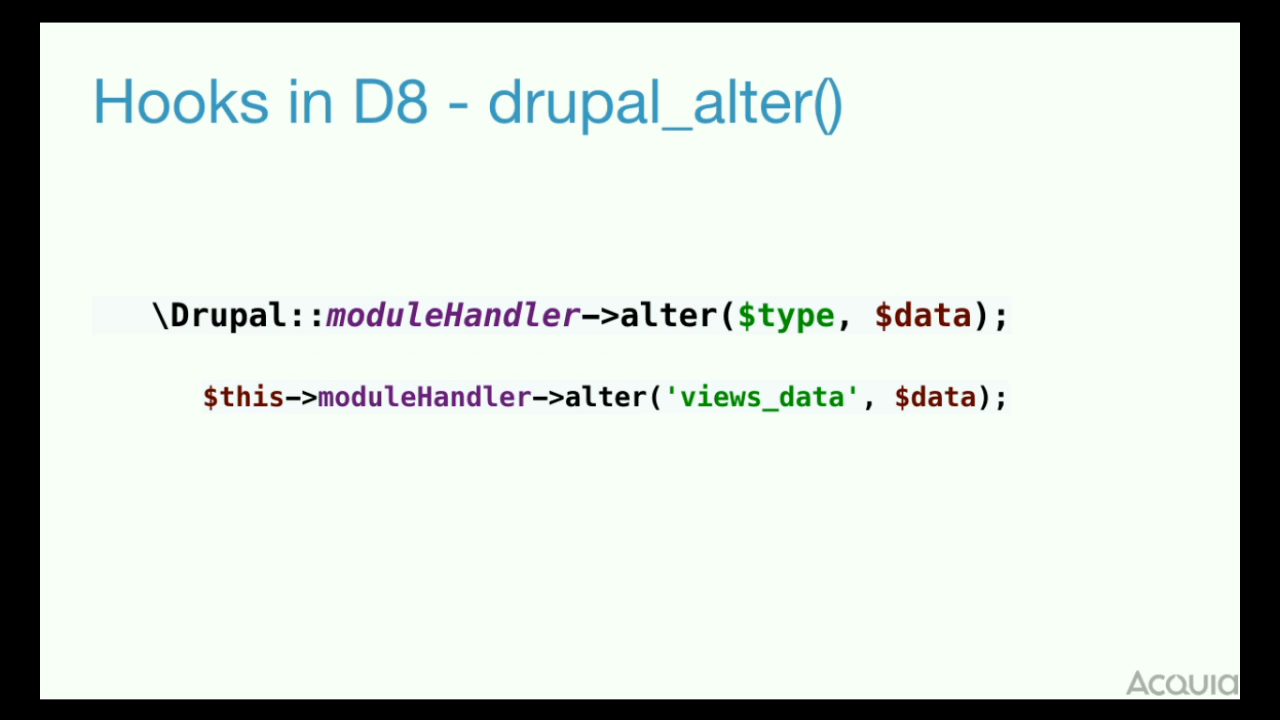 Hooks in D8 - drupal_alter()
\Drupal::moduleHandler->alter($type, $data);
$this->moduleHandler->alter('views_data', $data);
Acquia